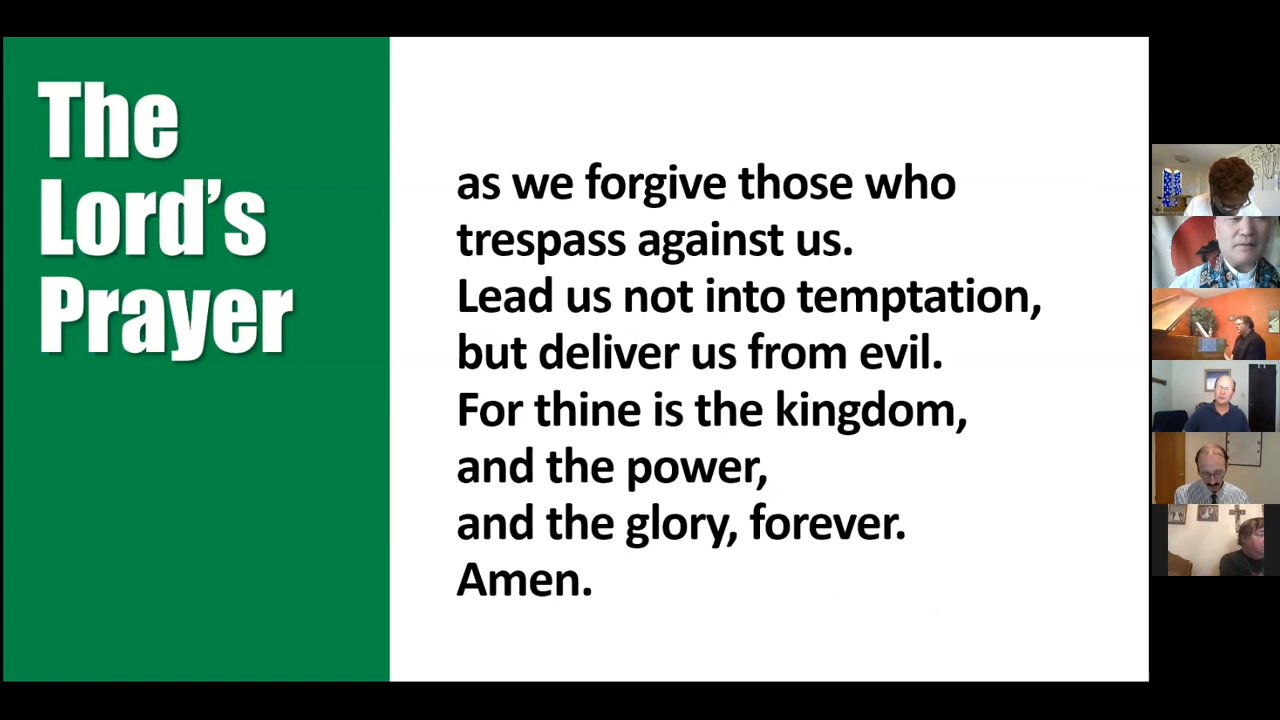 The
Lord’s
Prayer
as we forgive those who
trespass against us.
Lead us not into temptation,
but deliver us from evil.
For thine is the kingdom,
and the power,
and the glory, forever.
Amen.